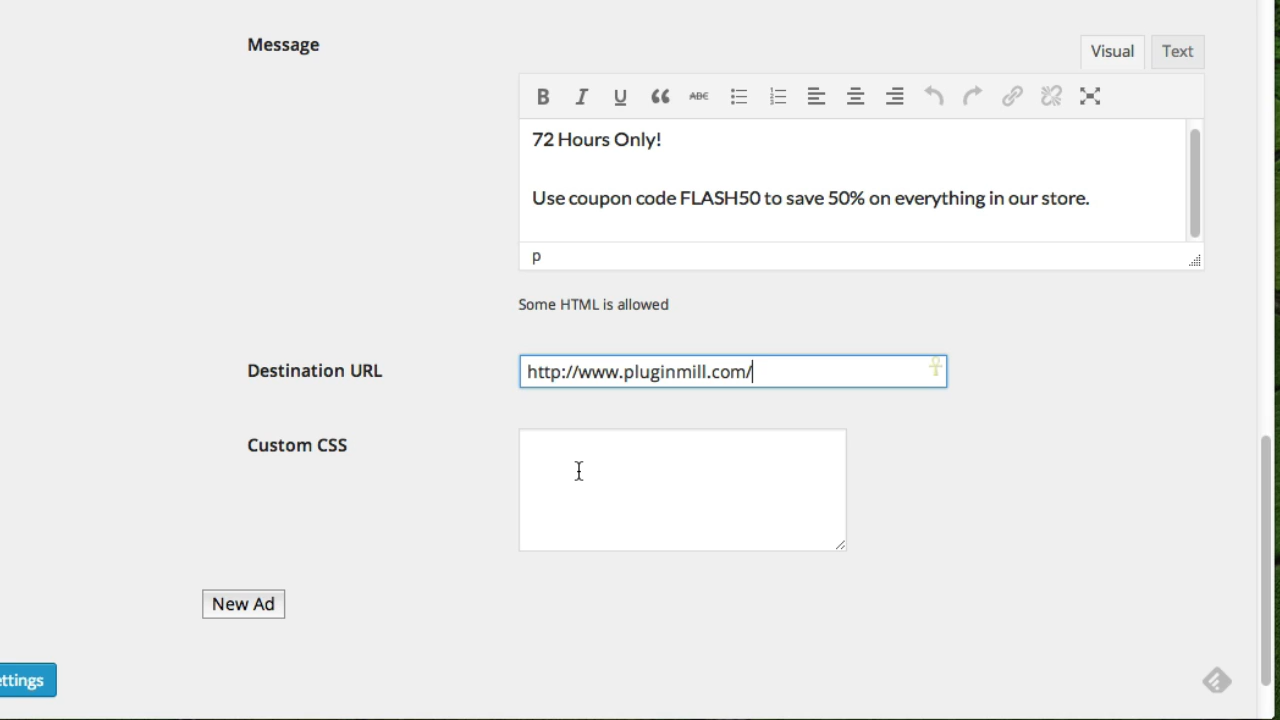 Message
Visual
Text
B I U ABC
72 Hours Only!
Use coupon code FLASH50 to save 50% on everything in our store.
p
Some HTML is allowed
Destination URL
http://www.pluginmill.com/
Custom CSS
New Ad
ettings